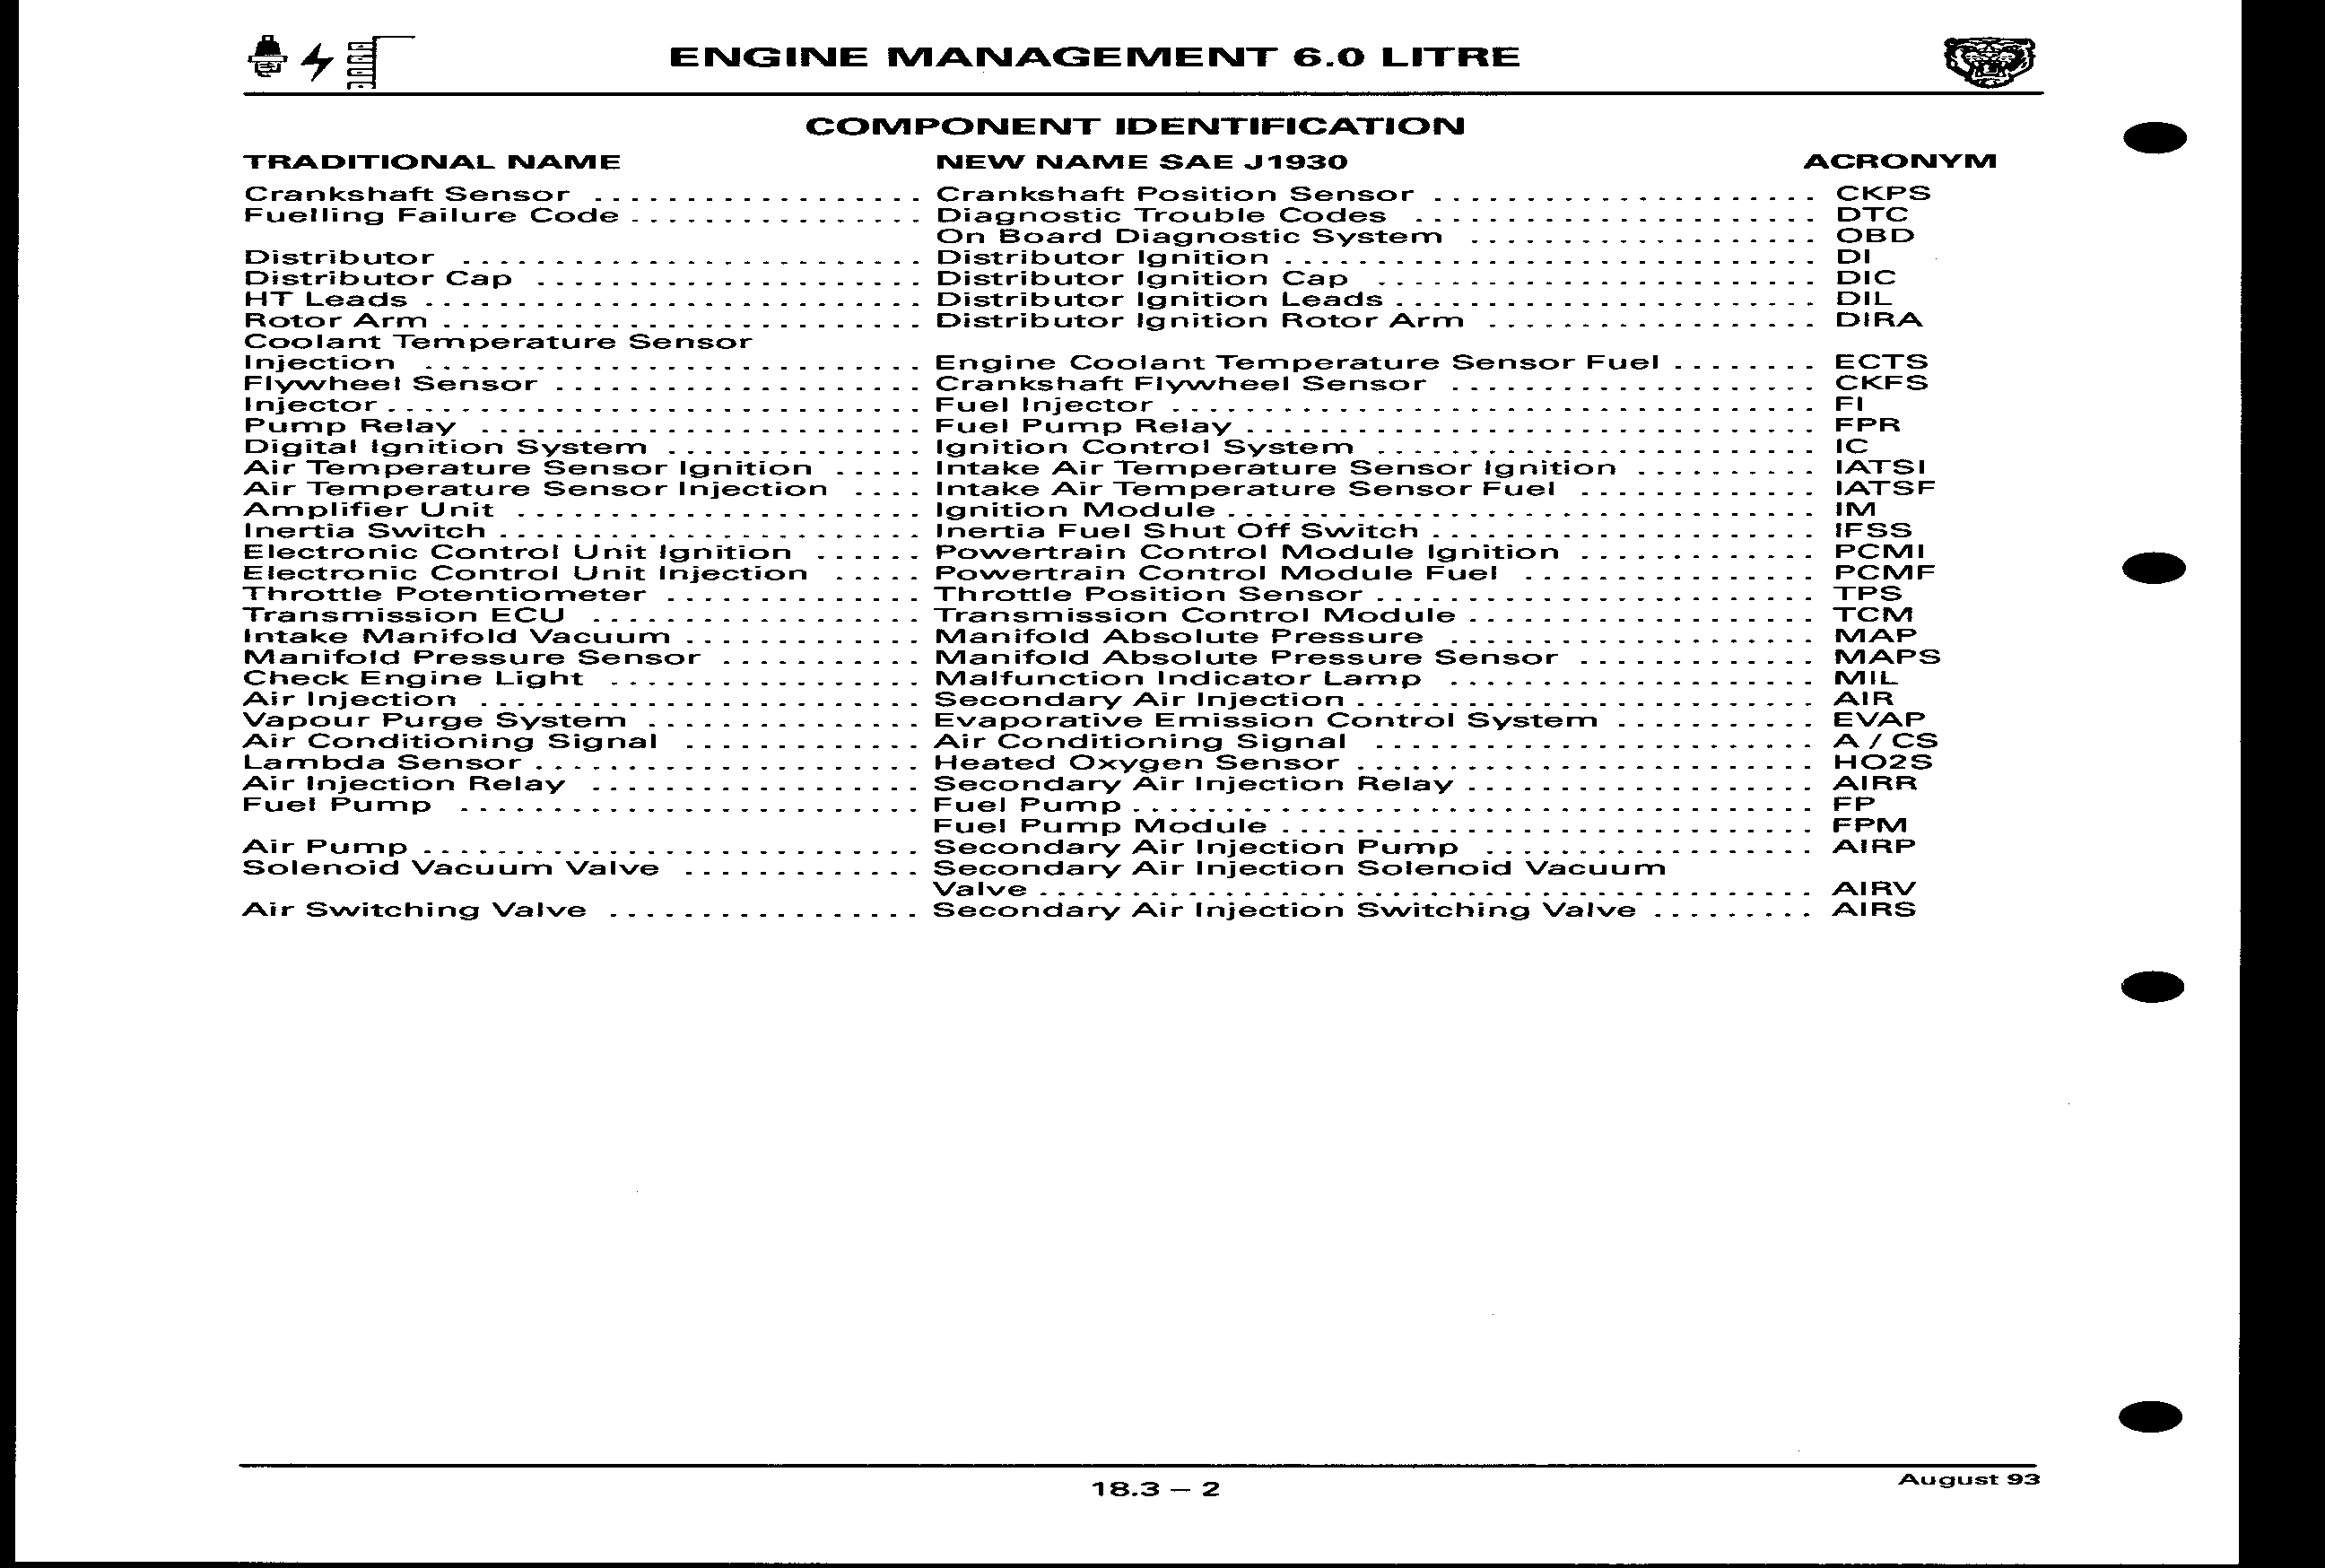 ENGINE MANAGEMENT 6.0 LITRE
COMPONENT IDENTIFICATION
TRADITIONAL NAME NEW NAME SAE J1930 ACRONYM
Crankshaft Sensor .................. Crankshaft Position Sensor ..................... CKPS
Fuelling Failure Code ................ Diagnostic Trouble Codes ...................... DTC
On Board Diagnostic System ................... OBD
Distributor ......................... Distributor Ignition ............................. DI
Distributor Cap ..................... Distributor Ignition Cap ........................ DIC
HT Leads ........................... Distributor Ignition Leads ....................... DIL
Rotor Arm .......................... Distributor Ignition Rotor Arm .................. DIRA
Coolant Temperature Sensor
Injection ........................... Engine Coolant Temperature Sensor Fuel ........ ECTS
Flywheel Sensor .................... Crankshaft Flywheel Sensor .................... CKFS
Injector ............................. Fuel Injector ................................... FI
Pump Relay ........................ Fuel Pump Relay ............................... FPR
Digital Ignition System .............. Ignition Control System ........................ IC
Air Temperature Sensor Ignition ..... Intake Air Temperature Sensor Ignition .......... IATSI
Air Temperature Sensor Injection .... Intake Air Temperature Sensor Fuel ............. IATSF
Amplifier Unit ...................... Ignition Module ................................ IM
Inertia Switch ....................... Inertia Fuel Shut Off Switch ..................... IFSS
Electronic Control Unit Ignition ...... Powertrain Control Module Ignition ............. PCMI
Electronic Control Unit Injection ..... Powertrain Control Module Fuel ................ PCMF
Throttle Potentiometer .............. Throttle Position Sensor ........................ TPS
Transmission ECU .................. Transmission Control Module ................... TCM
Intake Manifold Vacuum ............. Manifold Absolute Pressure .................... MAP
Manifold Pressure Sensor ........... Manifold Absolute Pressure Sensor ............. MAPS
Check Engine Light ................. Malfunction Indicator Lamp .................... MIL
Air Injection ........................ Secondary Air Injection ......................... AIR
Vapour Purge System ............... Evaporative Emission Control System ........... EVAP
Air Conditioning Signal ............. Air Conditioning Signal ........................ A / CS
Lambda Sensor ..................... Heated Oxygen Sensor ......................... HO2S
Air Injection Relay .................. Secondary Air Injection Relay ................... AIRR
Fuel Pump ......................... Fuel Pump ..................................... FP
Fuel Pump Module ............................. FPM
Air Pump ........................... Secondary Air Injection Pump .................. AIRP
Solenoid Vacuum Valve ............. Secondary Air Injection Solenoid Vacuum
Valve .......................................... AIRV
Air Switching Valve ................. Secondary Air Injection Switching Valve ......... AIRS
18.3 – 2
August 93